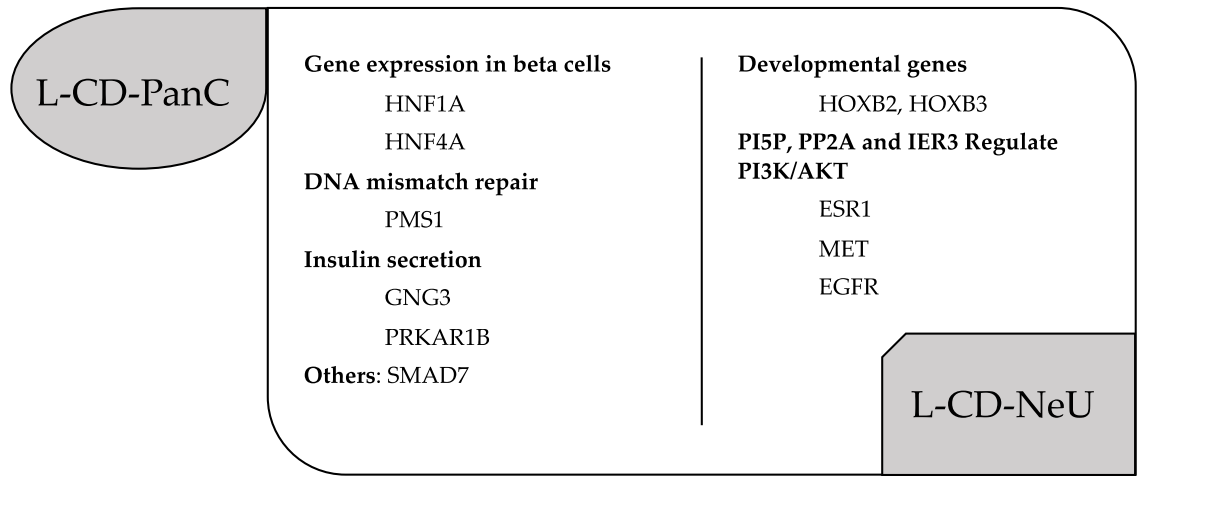 L-CD-PanC
Gene expression in beta cells
HNF1A
HNF4A
DNA mismatch repair
PMS1
Insulin secretion
GNG3
PRKAR1B
Others: SMAD7
Developmental genes
HOXB2, HOXB3
PI5P, PP2A and IER3 Regulate
PI3K/AKT
ESR1
MET
EGFR
L-CD-NeU